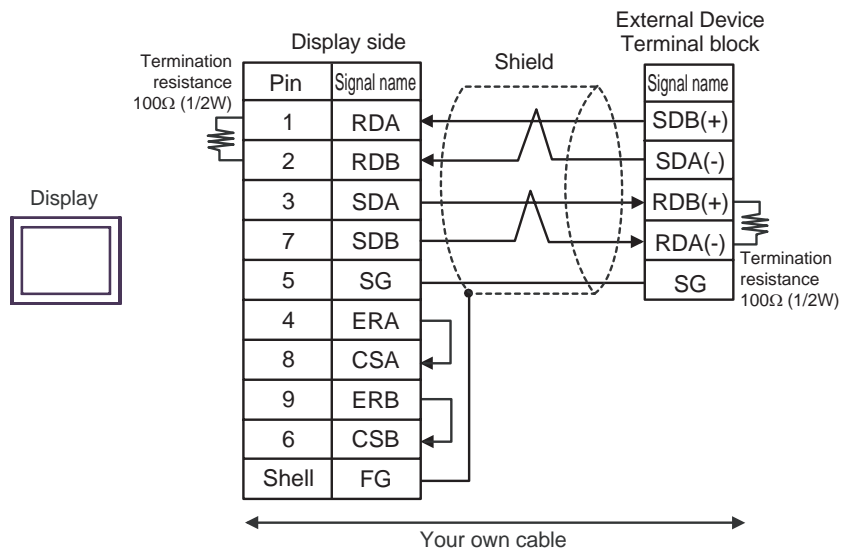 External Device
Terminal block
Display side
Shield
Termination
resistance
100Ω (1/2W)
Pin Signal name
Signal name
1 RDA
SDB(+)
2 RDB
SDA(-)
Display
3 SDA
RDB(+)
7 SDB
RDA(-)
Termination
resistance
100Ω (1/2W)
5 SG
SG
4 ERA
8 CSA
9 ERB
6 CSB
Shell FG
Your own cable